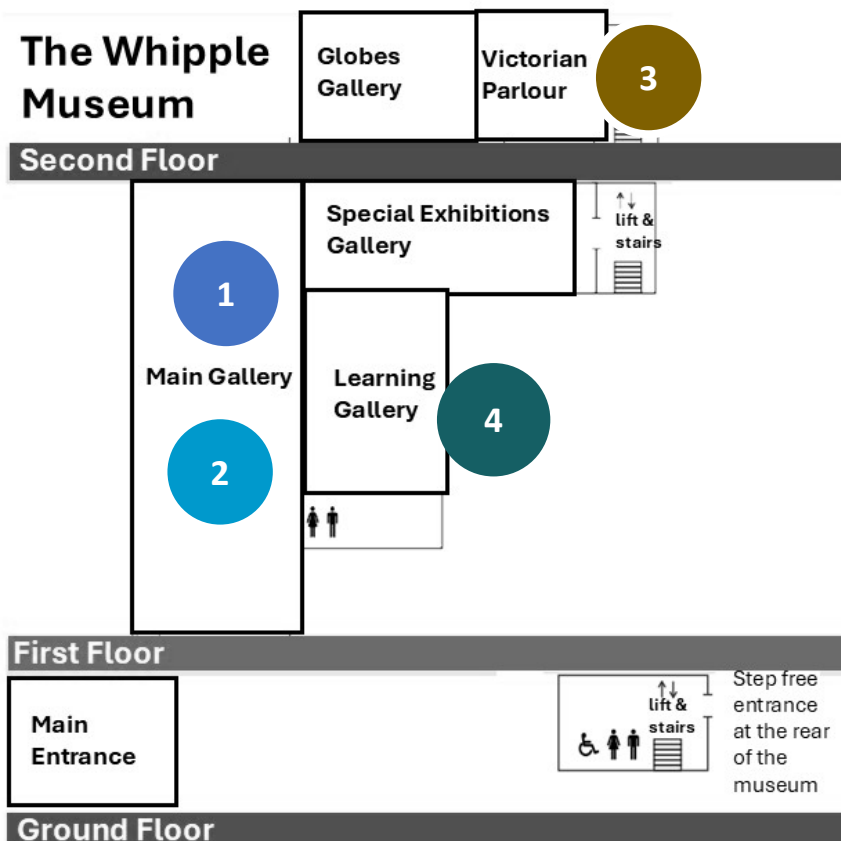 The Whipple
Museum
Globes
Gallery
Victorian
Parlour
3
Second Floor
Special Exhibitions
Gallery
lift &
stairs
1
Main Gallery
Learning
Gallery
4
2
First Floor
Main
Entrance
lift &
stairs
Step free
entrance
at the rear
of the
museum
Ground Floor